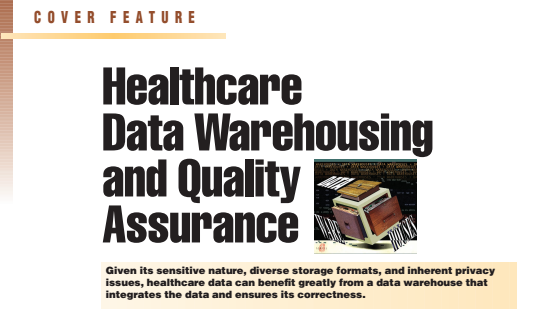 COVER FEATURE
Healthcare
Data Warehousing
and Quality
Assurance
Given its sensitive nature, diverse storage formats, and inherent privacy
issues, healthcare data can benefit greatly from a data warehouse that
integrates the data and ensures its correctness.